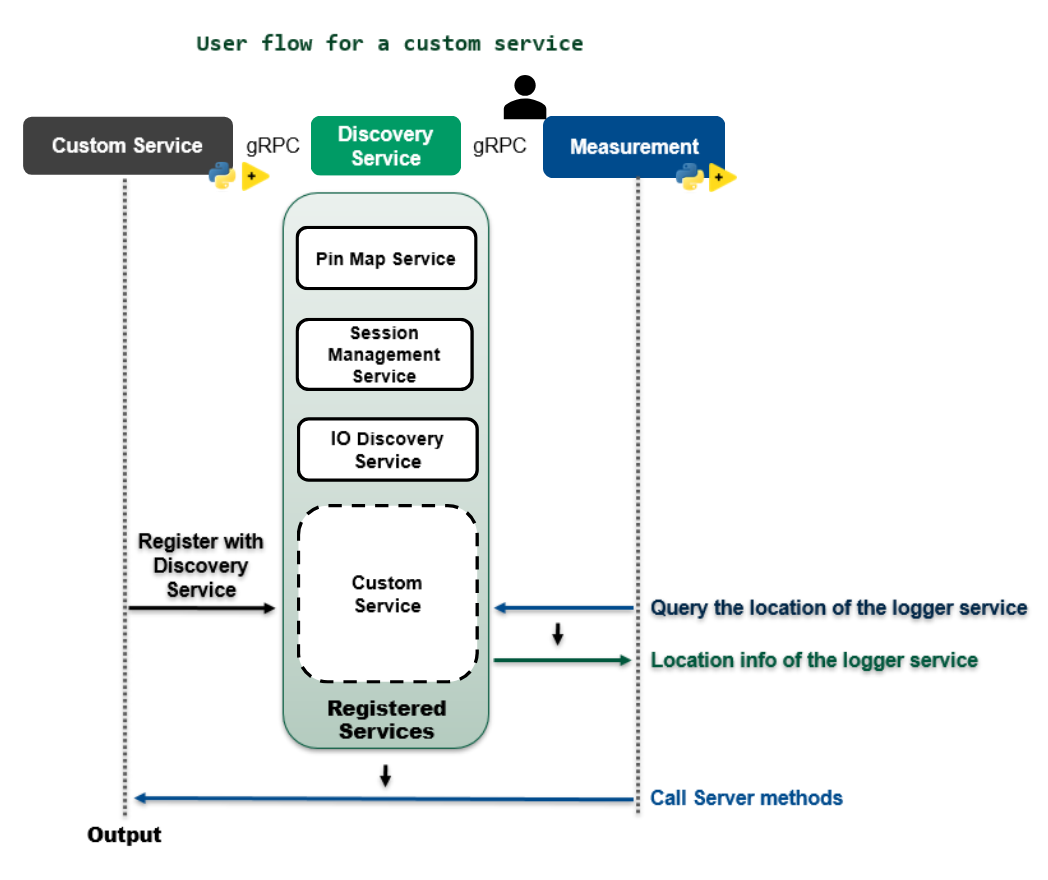 User flow for a custom service
Custom Service
gRPC
Discovery
Service
gRPC
Measurement
Pin Map Service
Session
Management
Service
IO Discovery
Service
Custom
Service
Registered
Services
Register with
Discovery
Service
Query the location of the logger service
Location info of the logger service
Call Server methods
Output